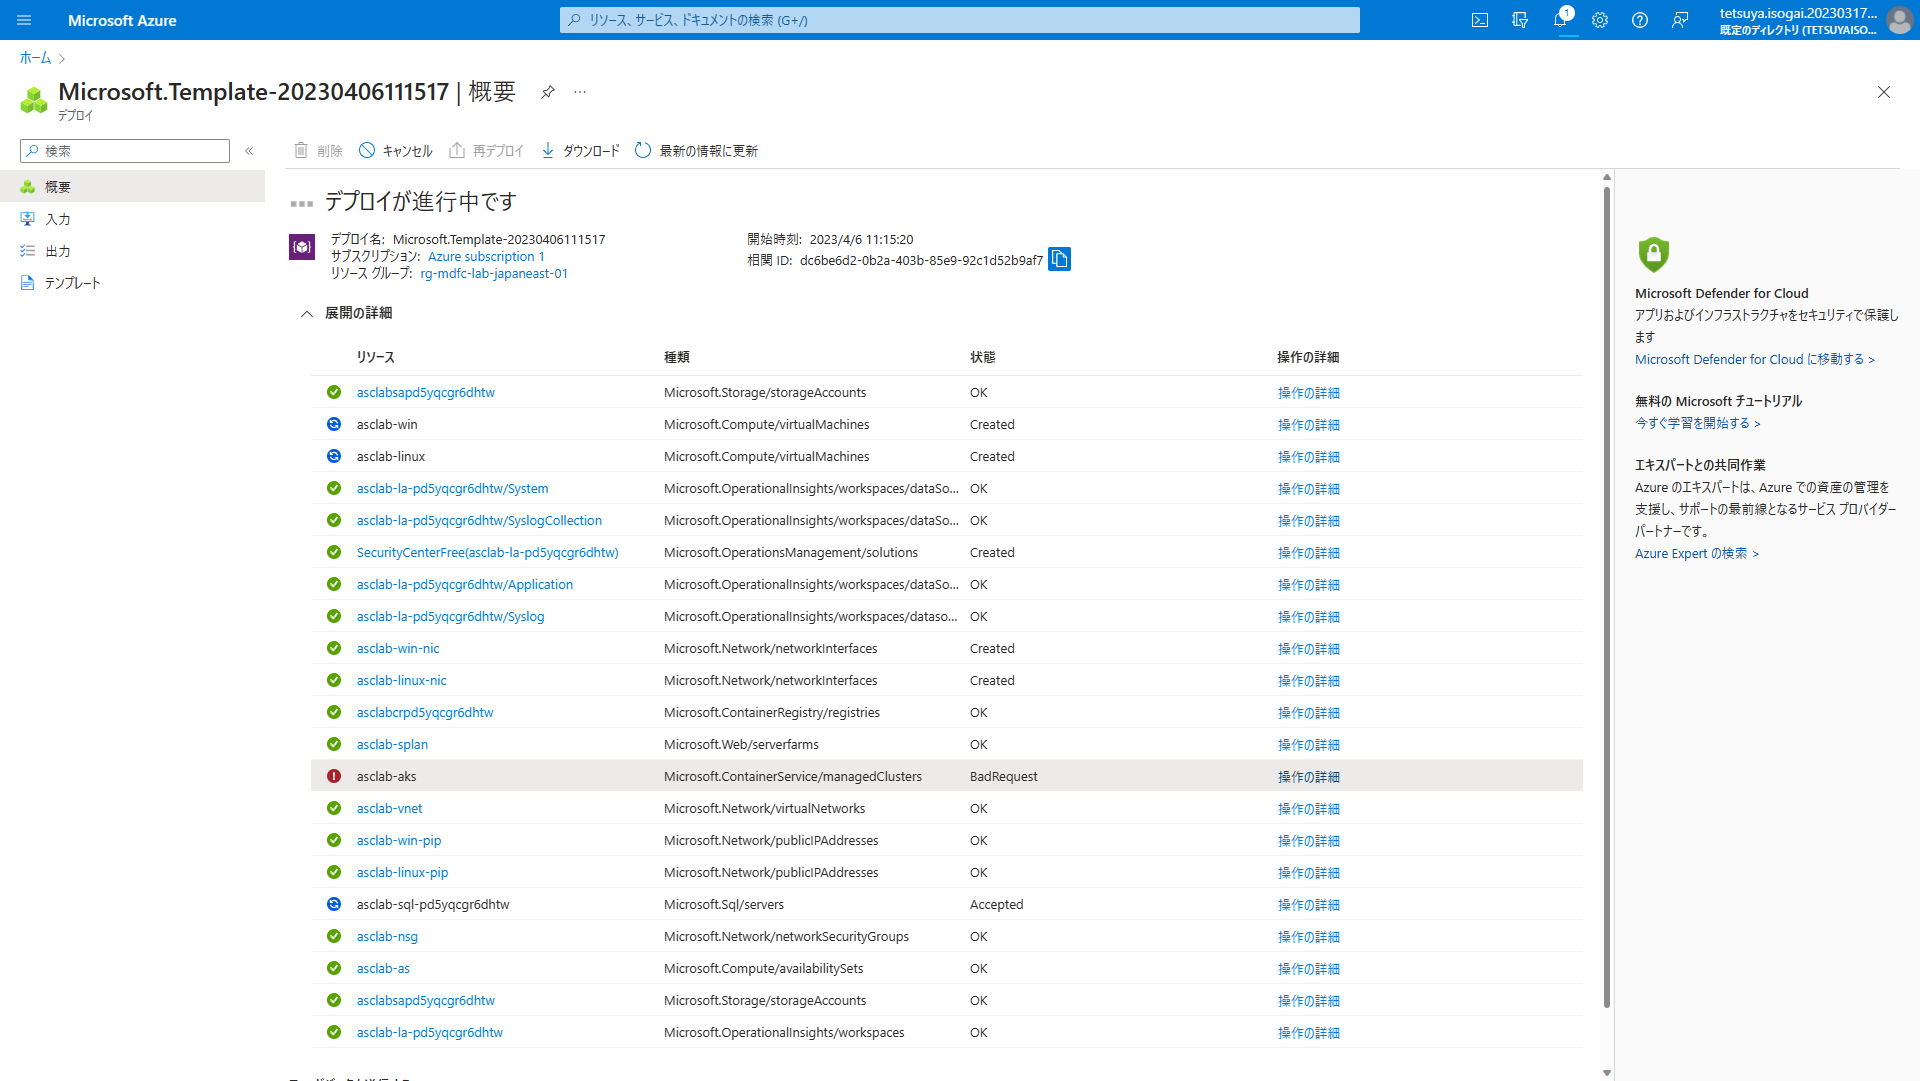 Microsoft Azure
リソース、サービス、ドキュメントの検索 (G+/)
1
tetsuya.isogai.20230317...
既定のディレクトリ (TETSUYAISO...
ホーム >
Microsoft.Template-20230406111517 | 概要
デプロイ
検索
概要
入力
出力
テンプレート
削除 キャンセル 再デプロイ ダウンロード 最新の情報に更新
デプロイが進行中です
デプロイ名: Microsoft.Template-20230406111517
サブスクリプション: Azure subscription 1
リソース グループ: rg-mdfc-lab-japaneast-01
開始時刻: 2023/4/6 11:15:20
相関 ID: dc6be6d2-0b2a-403b-85e9-92c1d52b9af7
展開の詳細
リソース 種類 状態 操作の詳細
asclabsapd5yqcgr6dhtw Microsoft.Storage/storageAccounts OK 操作の詳細
asclab-win Microsoft.Compute/virtualMachines Created 操作の詳細
asclab-linux Microsoft.Compute/virtualMachines Created 操作の詳細
asclab-la-pd5yqcgr6dhtw/System Microsoft.OperationalInsights/workspaces/dataSo... OK 操作の詳細
asclab-la-pd5yqcgr6dhtw/SyslogCollection Microsoft.OperationalInsights/workspaces/dataSo... OK 操作の詳細
SecurityCenterFree(asclab-la-pd5yqcgr6dhtw) Microsoft.OperationsManagement/solutions Created 操作の詳細
asclab-la-pd5yqcgr6dhtw/Application Microsoft.OperationalInsights/workspaces/dataSo... OK 操作の詳細
asclab-la-pd5yqcgr6dhtw/Syslog Microsoft.OperationalInsights/workspaces/dataso... OK 操作の詳細
asclab-win-nic Microsoft.Network/networkInterfaces Created 操作の詳細
asclab-linux-nic Microsoft.Network/networkInterfaces Created 操作の詳細
asclabcrpd5yqcgr6dhtw Microsoft.ContainerRegistry/registries OK 操作の詳細
asclab-splan Microsoft.Web/serverfarms OK 操作の詳細
asclab-aks Microsoft.ContainerService/managedClusters BadRequest 操作の詳細
asclab-vnet Microsoft.Network/virtualNetworks OK 操作の詳細
asclab-win-pip Microsoft.Network/publicIPAddresses OK 操作の詳細
asclab-linux-pip Microsoft.Network/publicIPAddresses OK 操作の詳細
asclab-sql-pd5yqcgr6dhtw Microsoft.Sql/servers Accepted 操作の詳細
asclab-nsg Microsoft.Network/networkSecurityGroups OK 操作の詳細
asclab-as Microsoft.Compute/availabilitySets OK 操作の詳細
asclabsapd5yqcgr6dhtw Microsoft.Storage/storageAccounts OK 操作の詳細
asclab-la-pd5yqcgr6dhtw Microsoft.OperationalInsights/workspaces OK 操作の詳細
Microsoft Defender for Cloud
アプリおよびインフラストラクチャをセキュリティで保護し
ます
Microsoft Defender for Cloud に移動する >
無料の Microsoft チュートリアル
今すぐ学習を開始する >
エキスパートとの共同作業
Azure のエキスパートは、Azure での資産の管理を
支援し、サポートの最前線となるサービス プロバイダー
パートナーです。
Azure Expert の検索 >